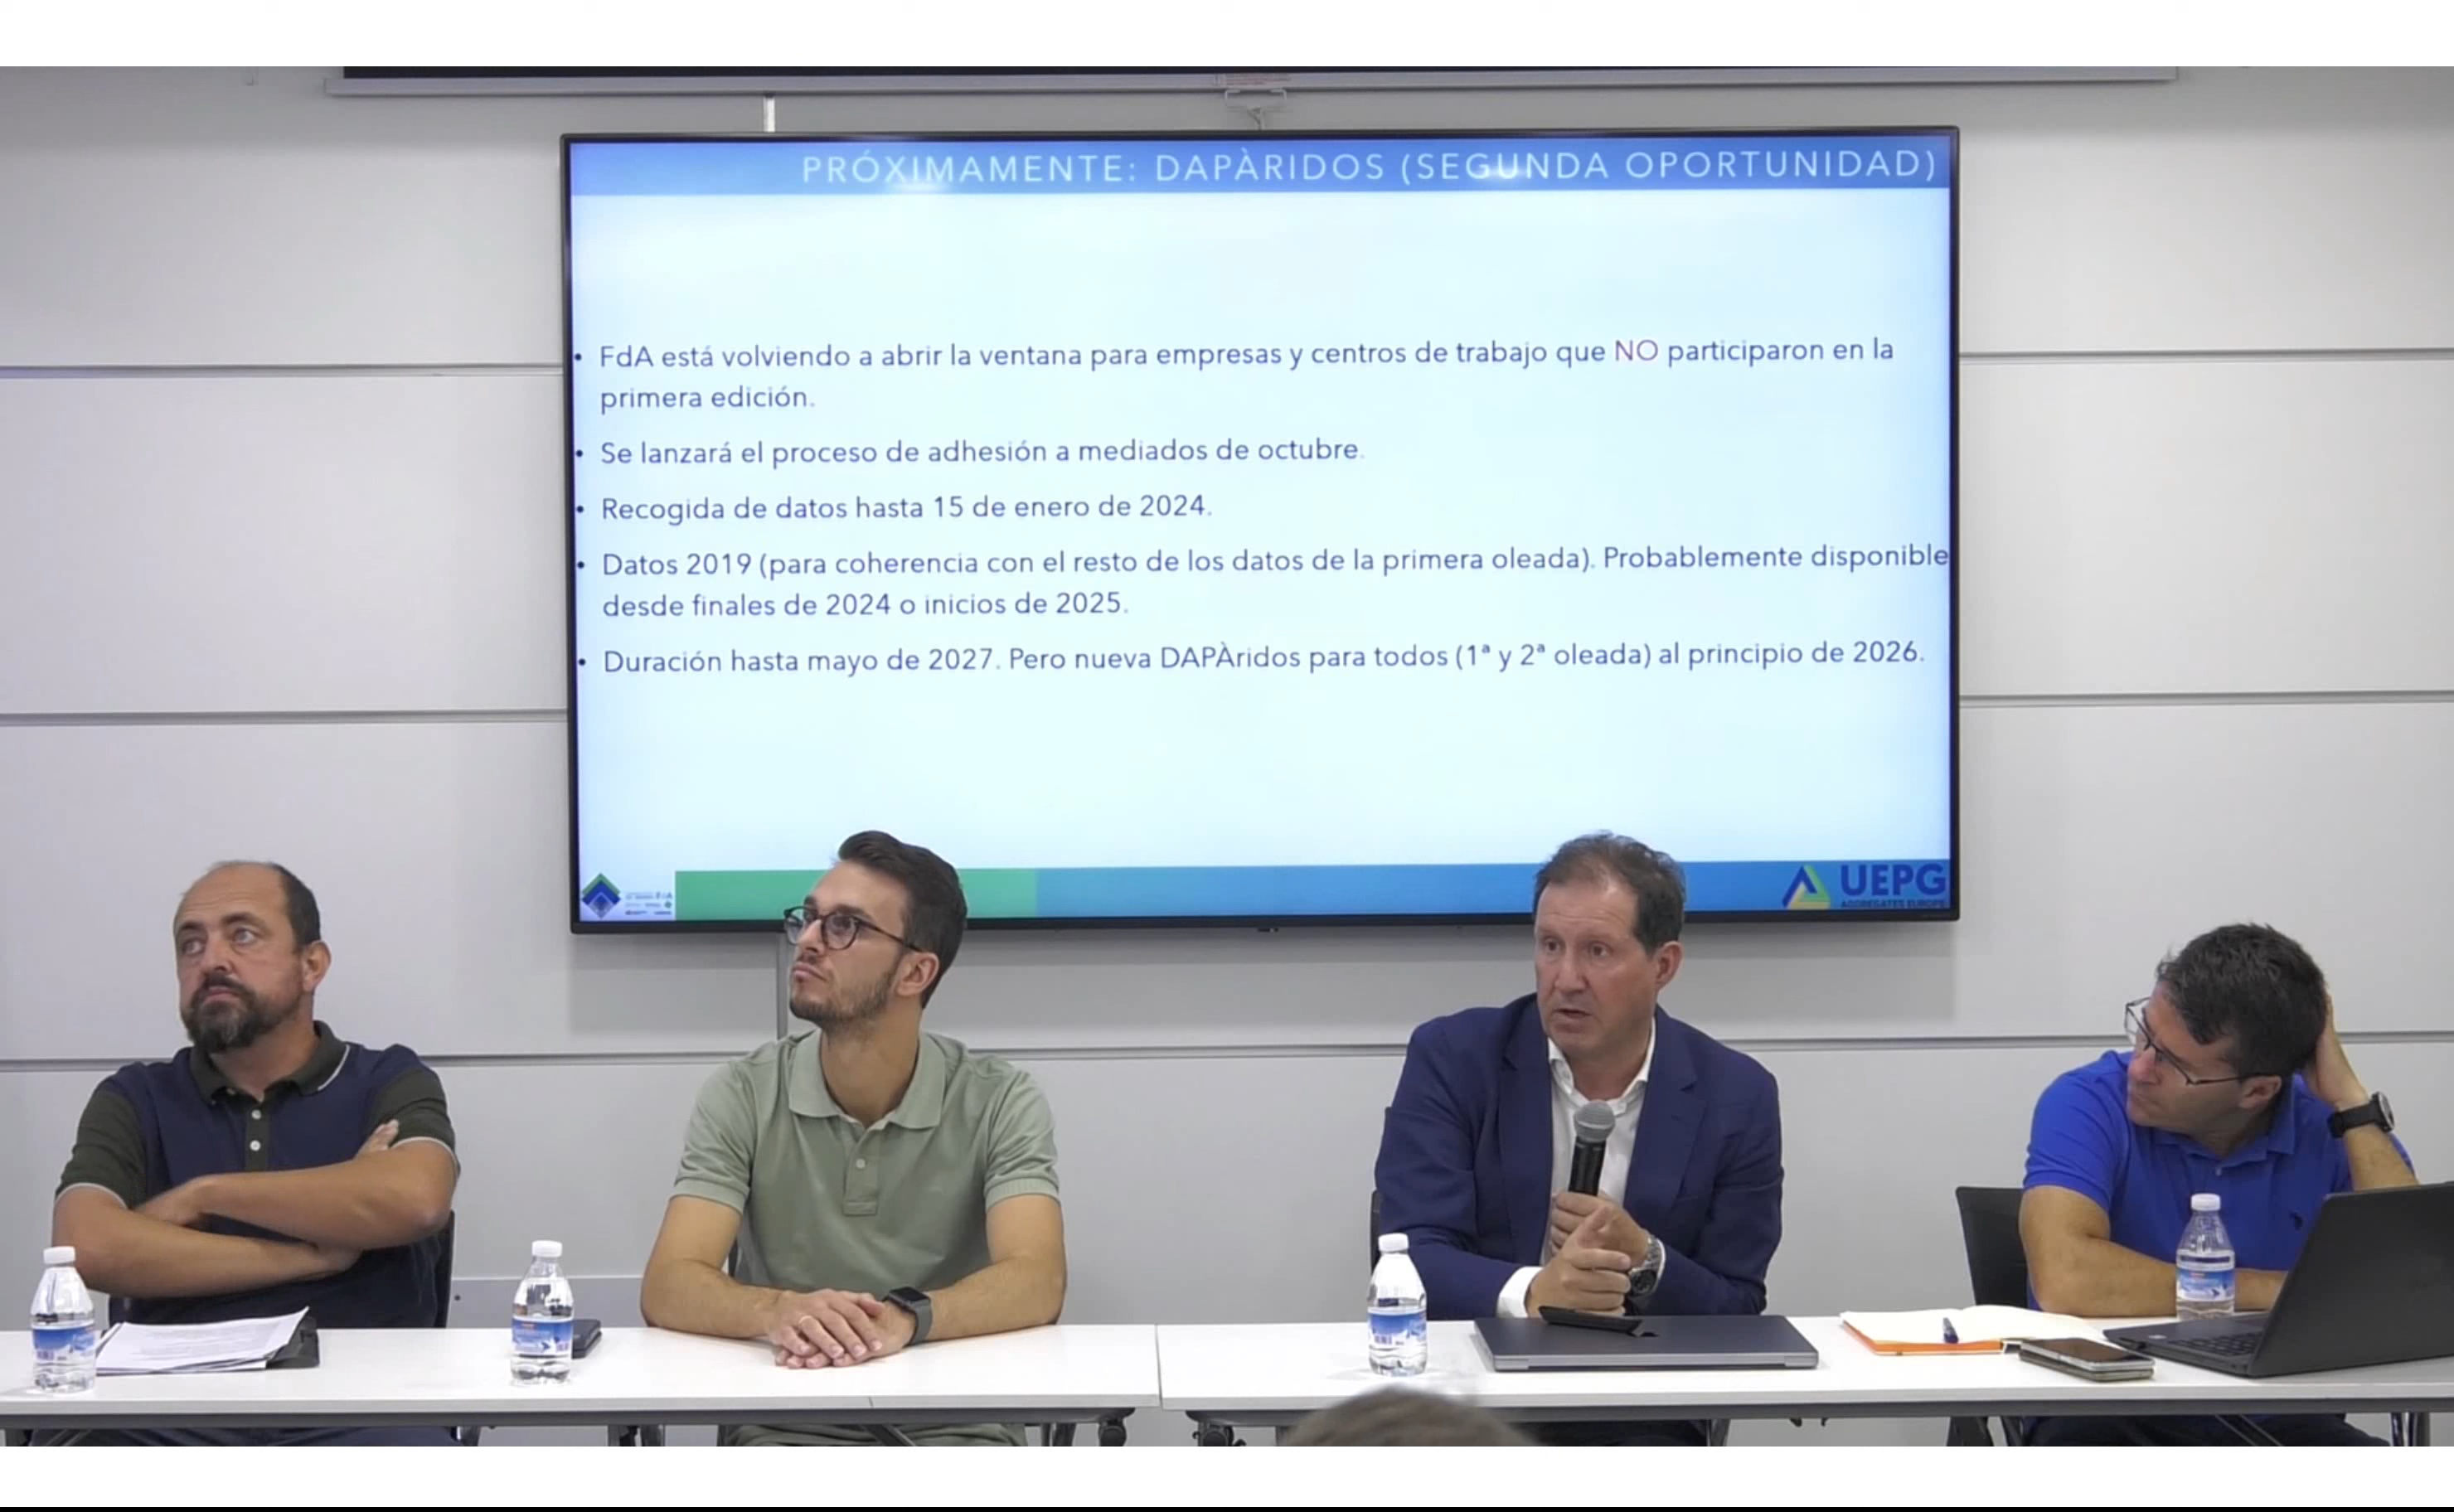 PRÓXIMAMENTE: DAPÀRIDOS (SEGUNDA OPORTUNIDAD)
• FdA está volviendo a abrir la ventana para empresas y centros de trabajo que NO participaron en la
primera edición.
• Se lanzará el proceso de adhesión a mediados de octubre.
• Recogida de datos hasta 15 de enero de 2024.
• Datos 2019 (para coherencia con el resto de los datos de la primera oleada). Probablemente disponible
desde finales de 2024 o inicios de 2025.
• Duración hasta mayo de 2027. Pero nueva DAPÀridos para todos (1ª y 2ª oleada) al principio de 2026.
UEPG
AGGREGATES EUROPE